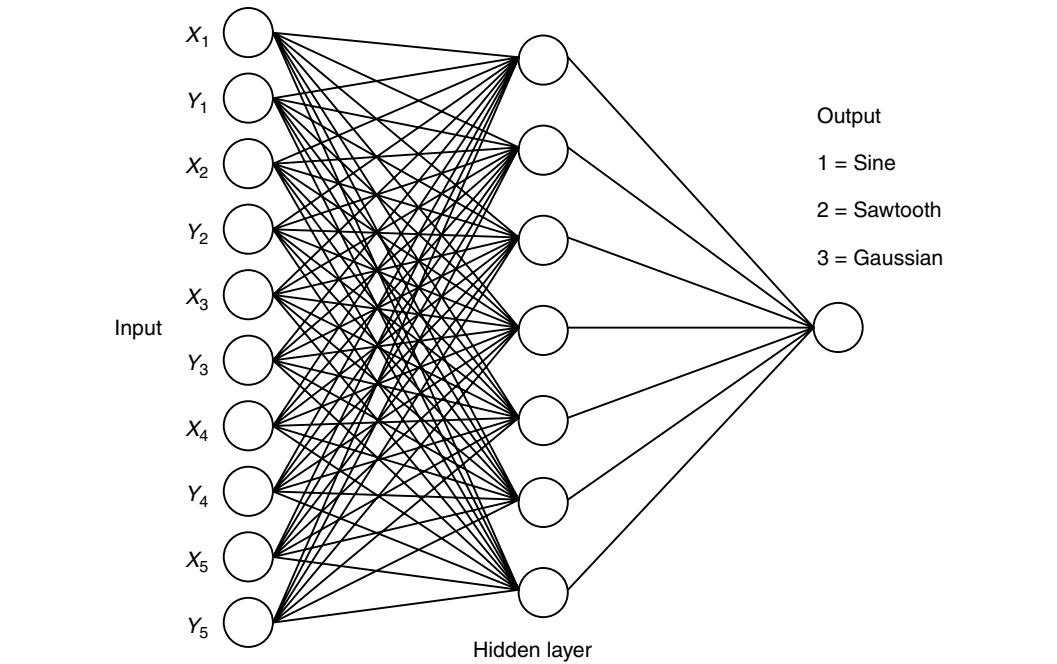 X1
Y1
X2
Y2
X3
Input
Y3
X4
Y4
X5
Y5
Hidden layer
Output
1 = Sine
2 = Sawtooth
3 = Gaussian